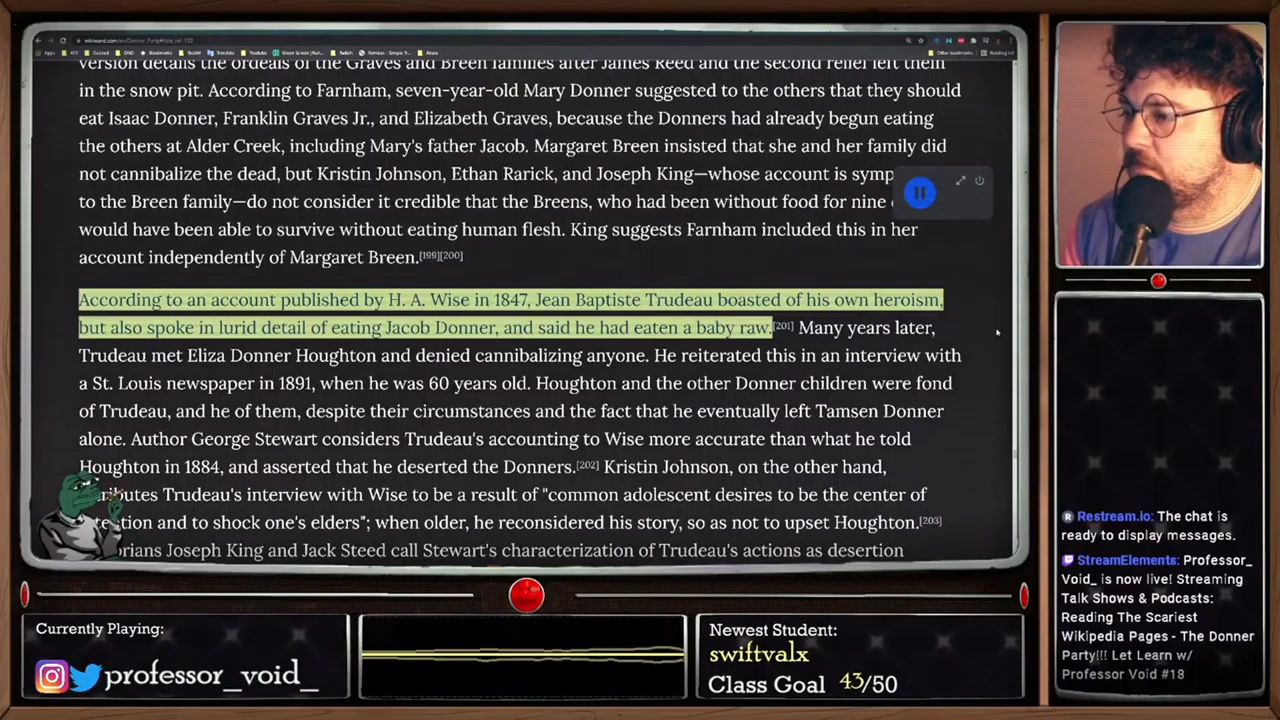 wikiwand.com/en/Donner_Party#/cite_ref-122
Apps
Translate
Youtube
Twitch
Other bookmarks
Reading list
version details the ordeals of the Graves and Breen families after James Reed and the second relief left them
in the snow pit. According to Farnham, seven-year-old Mary Donner suggested to the others that they should
eat Isaac Donner, Franklin Graves Jr., and Elizabeth Graves, because the Donners had already begun eating
the others at Alder Creek, including Mary's father Jacob. Margaret Breen insisted that she and her family did
not cannibalize the dead, but Kristin Johnson, Ethan Rarick, and Joseph King—whose account is symp
to the Breen family—do not consider it credible that the Breens, who had been without food for nine
would have been able to survive without eating human flesh. King suggests Farnham included this in her
account independently of Margaret Breen.[199][200]
According to an account published by H. A. Wise in 1847, Jean Baptiste Trudeau boasted of his own heroism,
but also spoke in lurid detail of eating Jacob Donner, and said he had eaten a baby raw.[201] Many years later,
Trudeau met Eliza Donner Houghton and denied cannibalizing anyone. He reiterated this in an interview with
a St. Louis newspaper in 1891, when he was 60 years old. Houghton and the other Donner children were fond
of Trudeau, and he of them, despite their circumstances and the fact that he eventually left Tamsen Donner
alone. Author George Stewart considers Trudeau's accounting to Wise more accurate than what he told
Houghton in 1884, and asserted that he deserted the Donners.[202] Kristin Johnson, on the other hand,
ributes Trudeau's interview with Wise to be a result of "common adolescent desires to be the center of
tion and to shock one's elders"; when older, he reconsidered his story, so as not to upset Houghton.[203]
orians Joseph King and Jack Steed call Stewart's characterization of Trudeau's actions as desertion
Restream.io: The chat is
ready to display messages.
StreamElements: Professor_
Void_ is now live! Streaming
Talk Shows & Podcasts:
Reading The Scariest
Wikipedia Pages - The Donner
Party!!! Let Learn w/
Professor Void #18
Currently Playing:
professor_void_
Newest Student:
swiftvalx
Class Goal 43/50